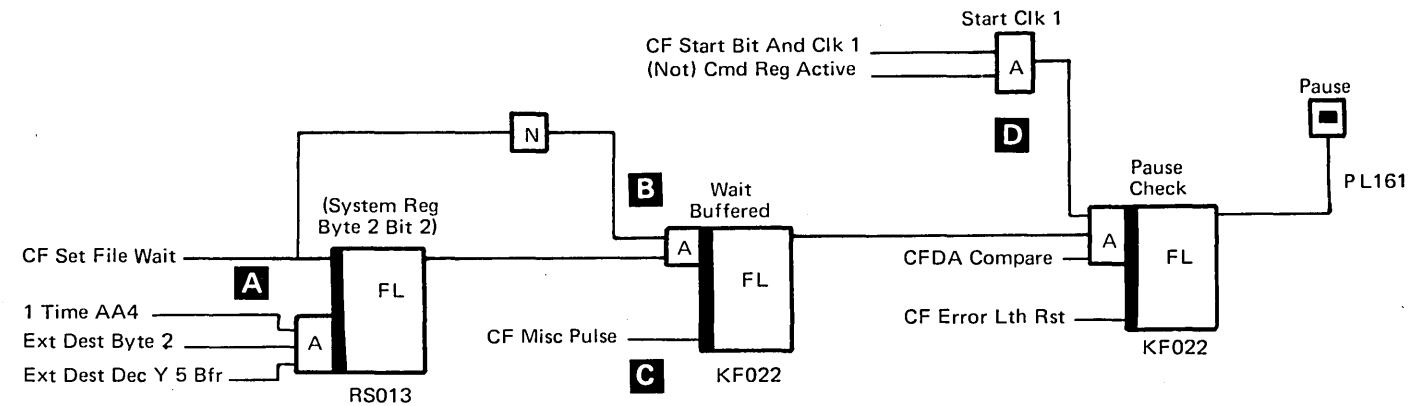 Start Clk 1
CF Start Bit And Clk 1
(Not) Cmd Reg Active
A
Pause
N
D
PL161
B
Wait
Buffered
Pause
Check
(System Reg
Byte 2 Bit 2)
CF Set File Wait
A
FL
A
FL
CFDA Compare
A
FL
1 Time AA4
Ext Dest Byte 2
Ext Dest Dec Y 5 Bfr
A
CF Misc Pulse
C
CF Error Lth Rst
KF022
KF022
RS013